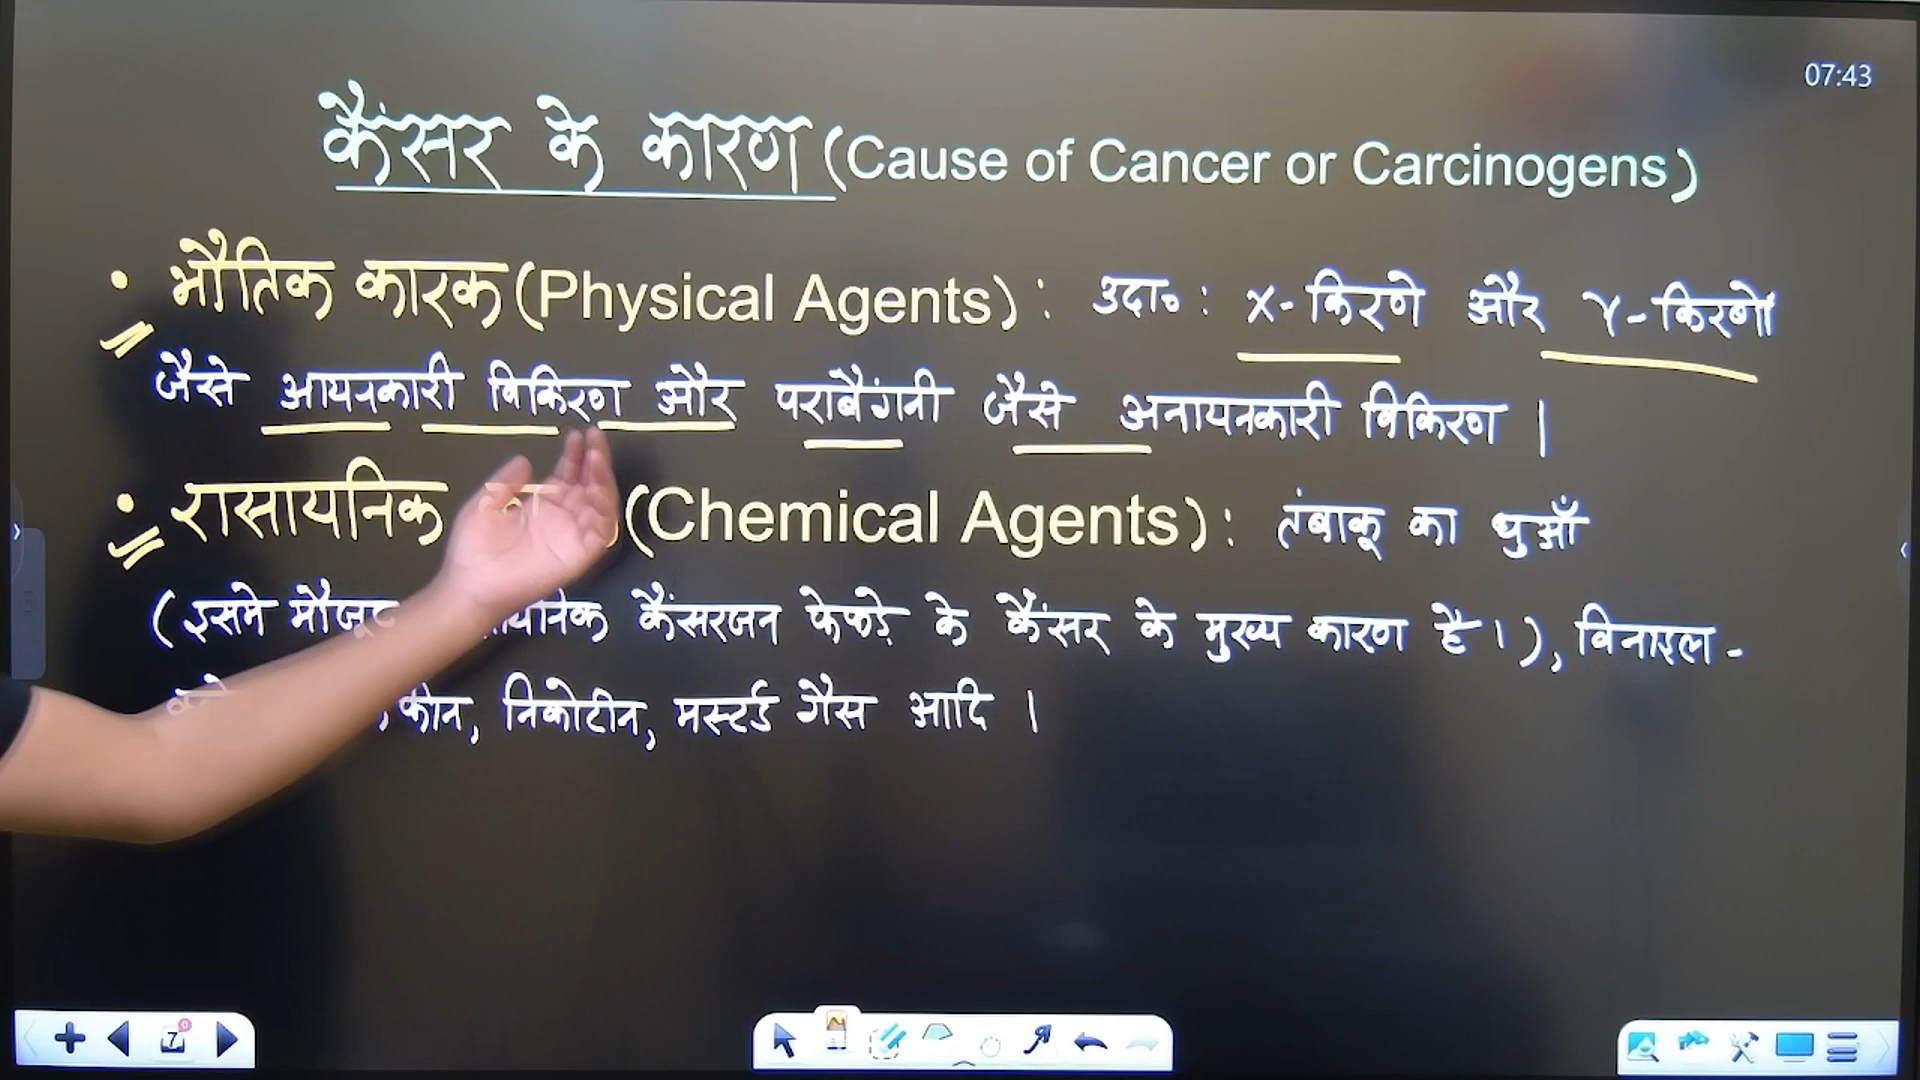 07:43
कैंसर के कारण (Cause of Cancer or Carcinogens)
• भौतिक कारक (Physical Agents) : उदा० : X-किरणे और γ-किरणों
जैसे आयनकारी विकिरण और पराबैंगनी जैसे अनायनकारी विकिरण |
• रासायनिक (Chemical Agents) : तंबाकू का धुआँ
(इसमे मौजूद कैंसरजन फेफड़े के कैंसर के मुख्य कारण है।), विनाइल -
निकोटीन, मस्टर्ड गैस आदि |
7